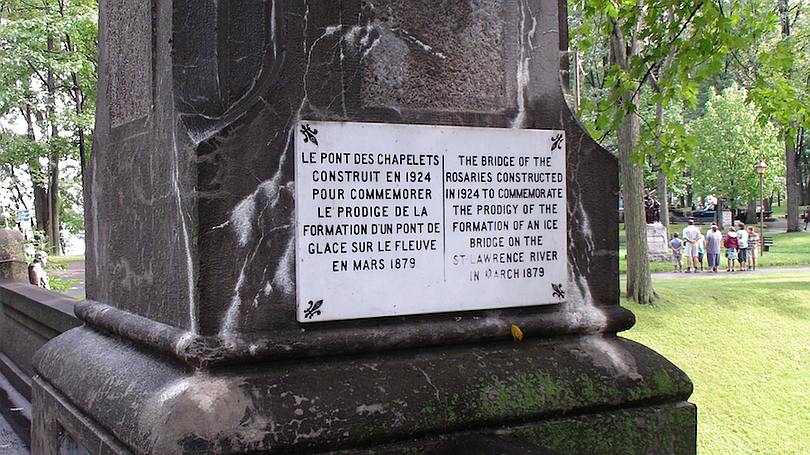 LE PONT DES CHAPELETS
CONSTRUIT EN 1924
POUR COMMEMORER
LE PRODIGE DE LA
FORMATION D'UN PONT DE
GLACE SUR LE FLEUVE
EN MARS 1879
THE BRIDGE OF THE
ROSARIES CONSTRUCTED
IN 1924 TO COMMEMORATE
THE PRODIGY OF THE
FORMATION OF AN ICE
BRIDGE ON THE
ST LAWRENCE RIVER
IN MARCH 1879